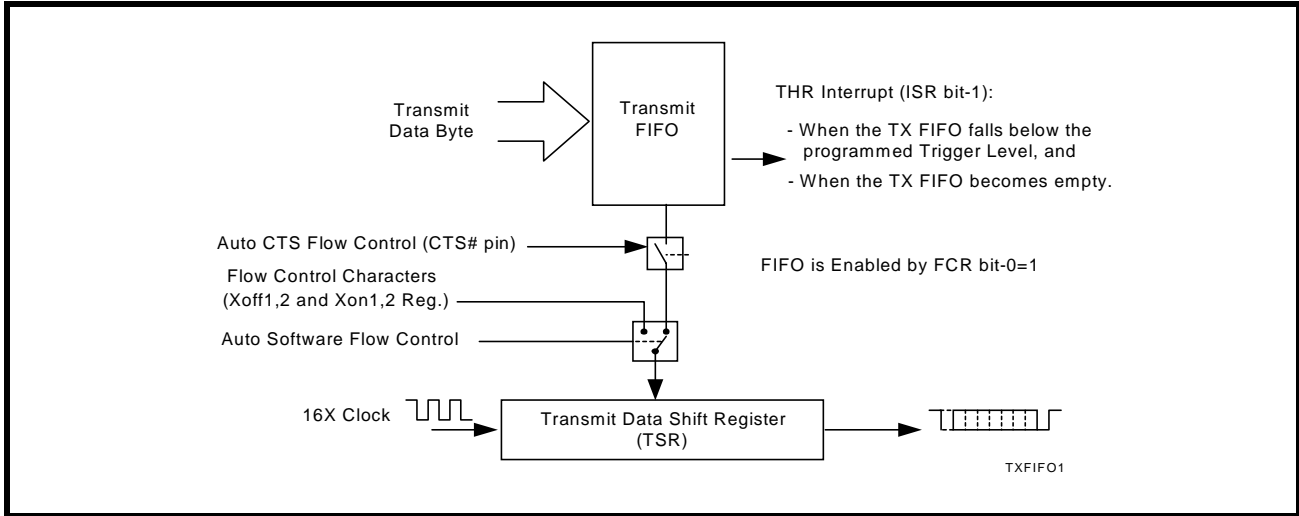 Transmit
Data Byte
Transmit
FIFO
THR Interrupt (ISR bit-1):
- When the TX FIFO falls below the
programmed Trigger Level, and
- When the TX FIFO becomes empty.
Auto CTS Flow Control (CTS# pin)
Flow Control Characters
(Xoff1,2 and Xon1,2 Reg.)
Auto Software Flow Control
FIFO is Enabled by FCR bit-0=1
16X Clock
Transmit Data Shift Register
(TSR)
TXFIFO1